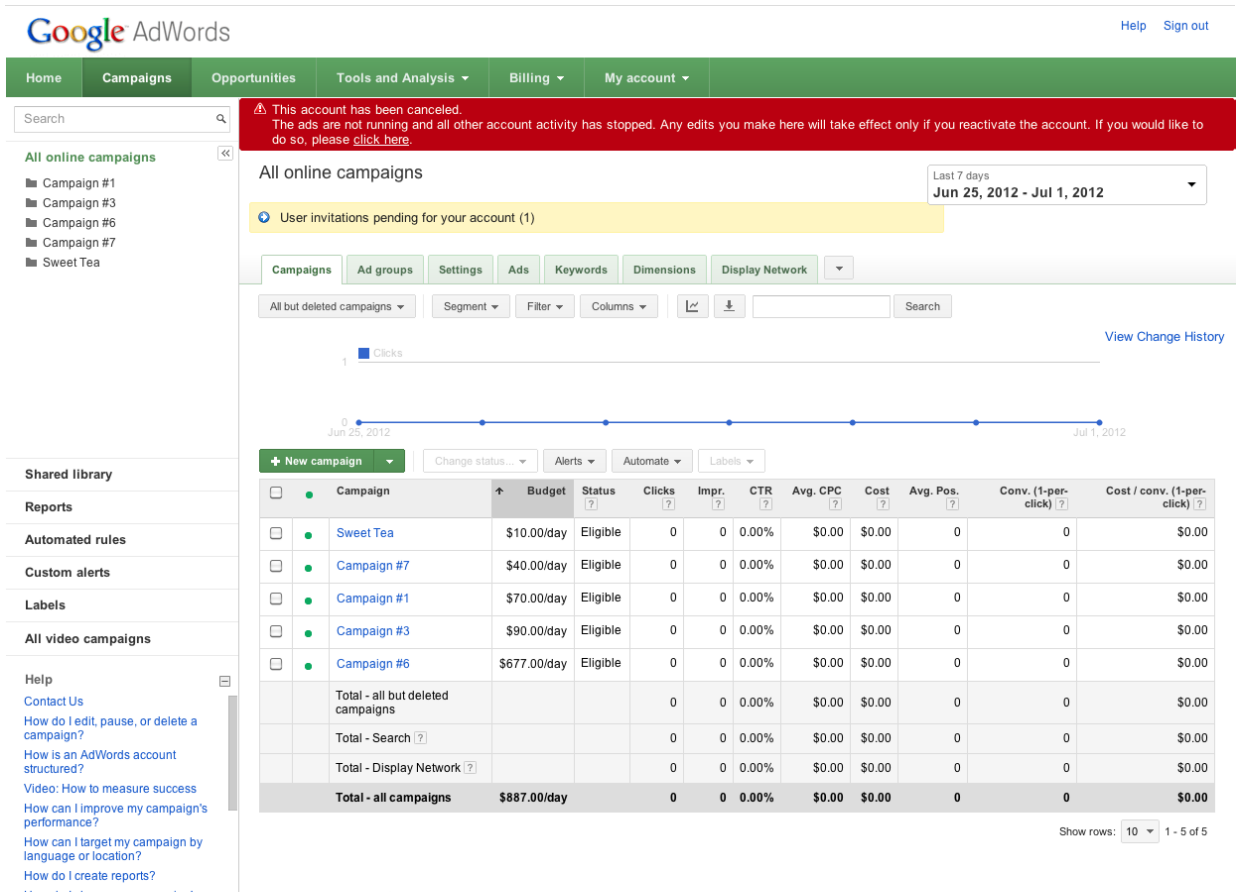 Google AdWords
Help Sign out
Home Campaigns Opportunities Tools and Analysis Billing My account
Search
This account has been canceled.
The ads are not running and all other account activity has stopped. Any edits you make here will take effect only if you reactivate the account. If you would like to
do so, please click here.
All online campaigns
Campaign #1
Campaign #3
Campaign #6
Campaign #7
Sweet Tea
All online campaigns
Last 7 days
Jun 25, 2012 - Jul 1, 2012
User invitations pending for your account (1)
Campaigns Ad groups Settings Ads Keywords Dimensions Display Network
All but deleted campaigns Segment Filter Columns Search
View Change History
Clicks
1
0
Jun 25, 2012 Jul 1, 2012
New campaign Change status... Alerts Automate Labels
Campaign Budget Status ? Clicks ? Impr. ? CTR ? Avg. CPC ? Cost ? Avg. Pos. ? Conv. (1-per-click) ? Cost / conv. (1-per-click) ?
Sweet Tea $10.00/day Eligible 0 0 0.00% $0.00 $0.00 0 0 $0.00
Campaign #7 $40.00/day Eligible 0 0 0.00% $0.00 $0.00 0 0 $0.00
Campaign #1 $70.00/day Eligible 0 0 0.00% $0.00 $0.00 0 0 $0.00
Campaign #3 $90.00/day Eligible 0 0 0.00% $0.00 $0.00 0 0 $0.00
Campaign #6 $677.00/day Eligible 0 0 0.00% $0.00 $0.00 0 0 $0.00
Total - all but deleted campaigns 0 0 0.00% $0.00 $0.00 0 0 $0.00
Total - Search ? 0 0 0.00% $0.00 $0.00 0 0 $0.00
Total - Display Network ? 0 0 0.00% $0.00 $0.00 0 0 $0.00
Total - all campaigns $887.00/day 0 0 0.00% $0.00 $0.00 0 0 $0.00
Show rows: 10 1 - 5 of 5
Shared library
Reports
Automated rules
Custom alerts
Labels
All video campaigns
Help
Contact Us
How do I edit, pause, or delete a
campaign?
How is an AdWords account
structured?
Video: How to measure success
How can I improve my campaign's
performance?
How can I target my campaign by
language or location?
How do I create reports?